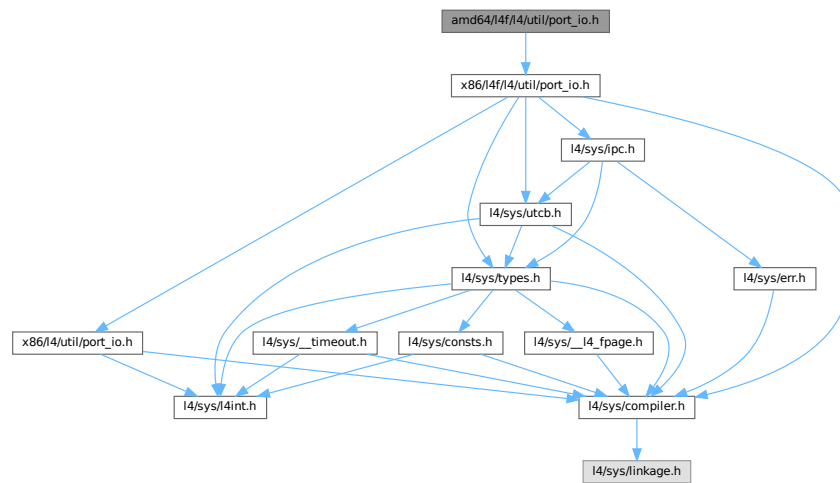 amd64/l4f/l4/util/port_io.h
x86/l4f/l4/util/port_io.h
l4/sys/ipc.h
l4/sys/utcb.h
l4/sys/types.h
l4/sys/err.h
x86/l4/util/port_io.h
l4/sys/__timeout.h
l4/sys/consts.h
l4/sys/__l4_fpage.h
l4/sys/l4int.h
l4/sys/compiler.h
l4/sys/linkage.h